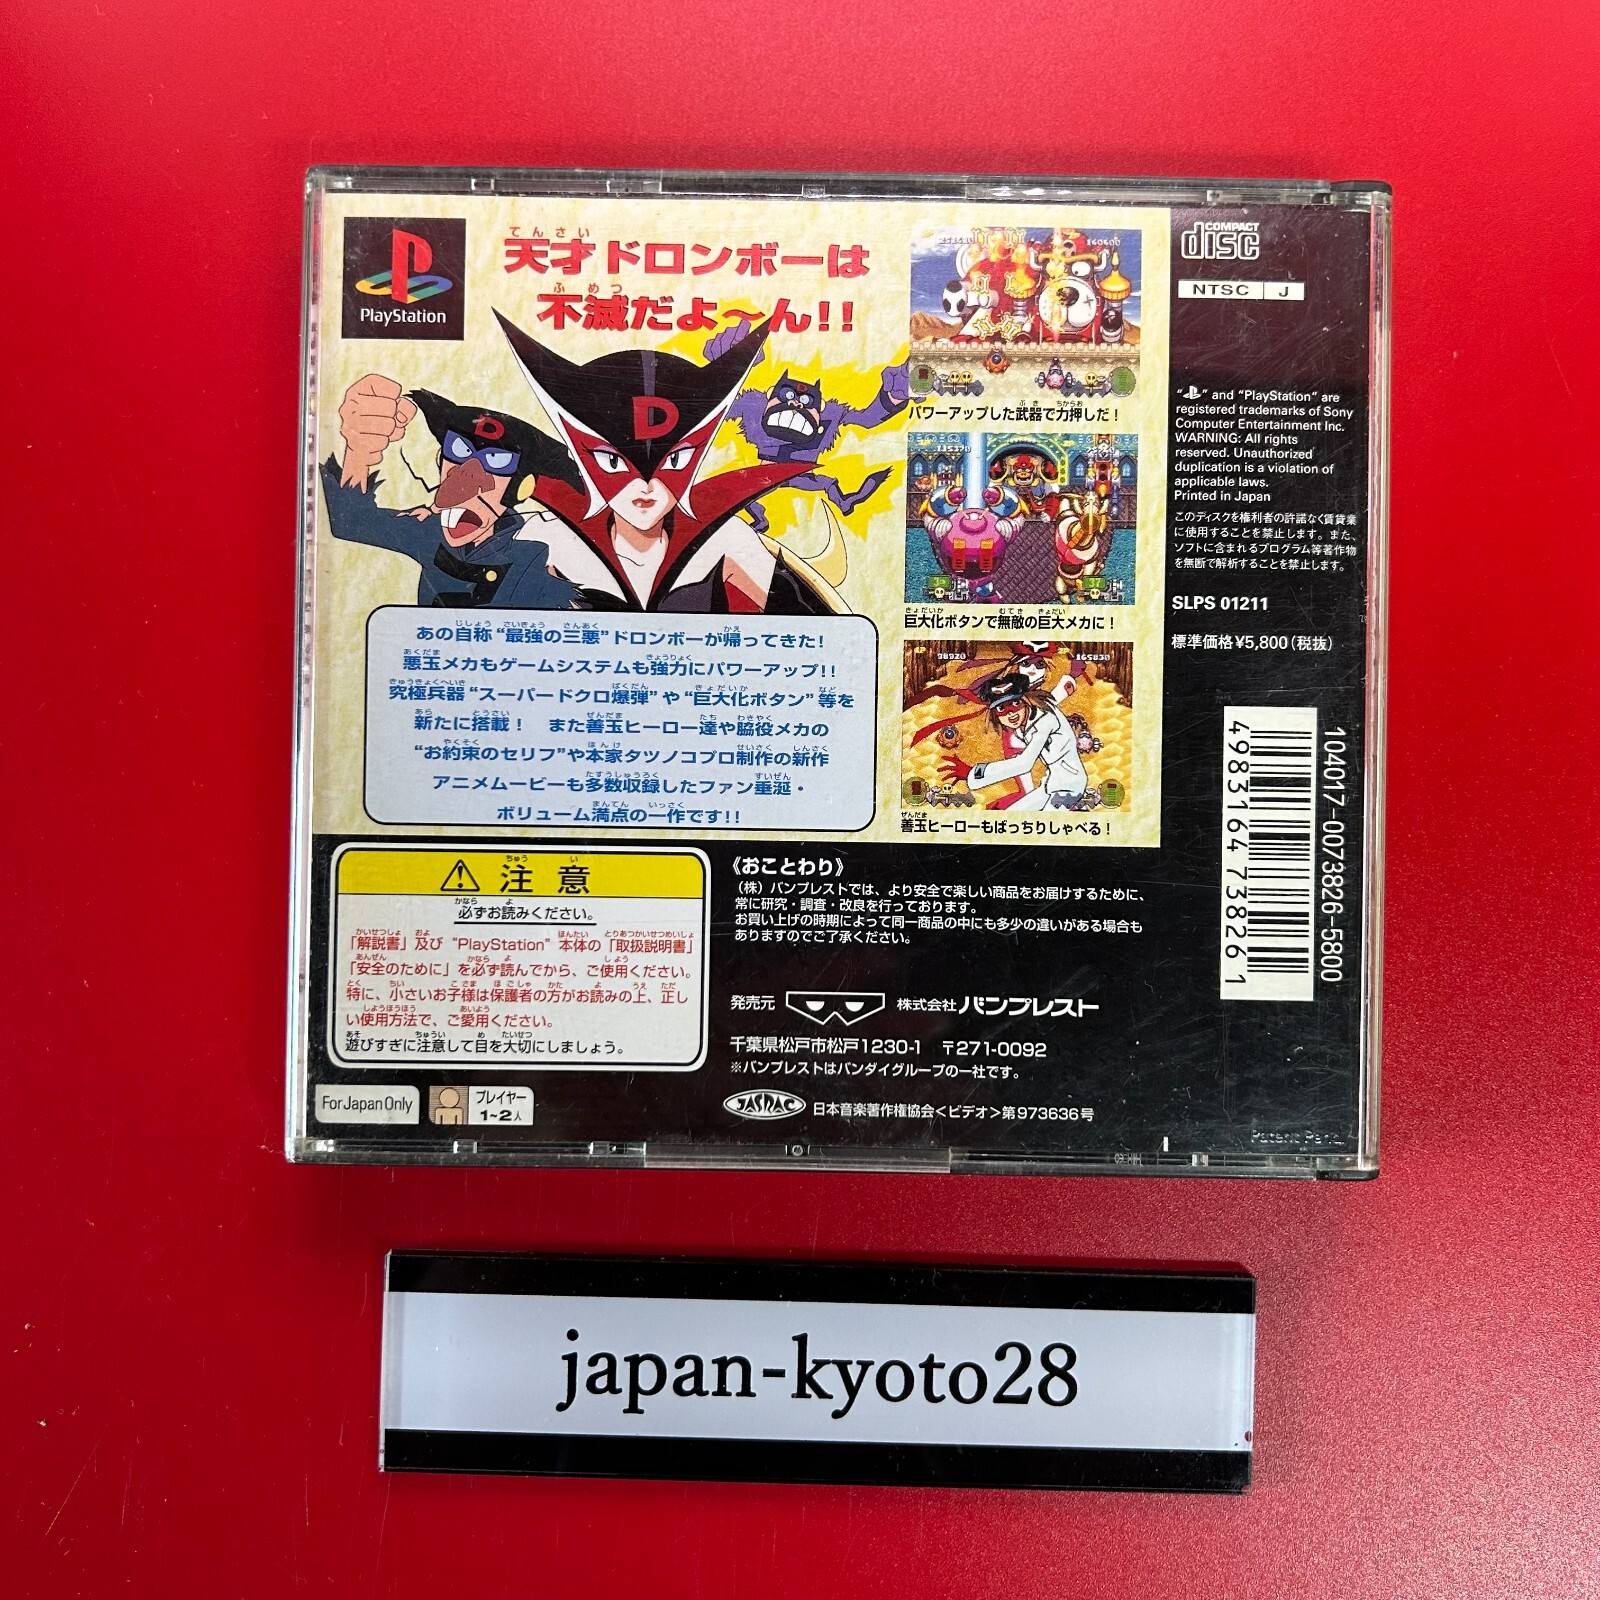 PlayStation
天才ドロンボーは
不滅だよ〜ん!!
パワーアップした武器で力押しだ!
巨大化ボタンで無敵の巨大メカに!
善玉ヒーローもばっちりしゃべる!
あの自称“最強の三悪”ドロンボーが帰ってきた!
悪玉メカもゲームシステムも強力にパワーアップ!!
究極兵器“スーパードクロ爆弾”や“巨大化ボタン”等を
新たに搭載! また善玉ヒーロー達や脇役メカの
“お約束のセリフ”や本家タツノコプロ制作の新作
アニメムービーも多数収録したファン垂涎・
ボリューム満点の一作です!!
COMPACT
disc
NTSC J
“PS” and “PlayStation” are
registered trademarks of Sony
Computer Entertainment Inc.
WARNING: All rights
reserved. Unauthorized
duplication is a violation of
applicable laws.
Printed in Japan
このディスクを権利者の許諾なく賃貸業
に使用することを禁止します。また、
ソフトに含まれるプログラム等著作物
を無断で解析することを禁止します。
SLPS 01211
標準価格¥5,800(税抜)
104017-0073826-5800
4983164738261
注意
必ずお読みください。
「解説書」及び “PlayStation” 本体の「取扱説明書」
「安全のために」を必ず読んでから、ご使用ください。
特に、小さいお子様は保護者の方がお読みの上、正し
い使用方法で、ご愛用ください。
遊びすぎに注意して目を大切にしましょう。
《おことわり》
(株)バンプレストでは、より安全で楽しい商品をお届けするために、
常に研究・調査・改良を行っております。
お買い上げの時期によって同一商品の中にも多少の違いがある場合も
ありますのでご了承ください。
発売元 株式会社バンプレスト
千葉県松戸市松戸1230-1 〒271-0092
※バンプレストはバンダイグループの一社です。
JASRAC 日本音楽著作権協会<ビデオ>第973636号
For Japan Only
プレイヤー
1~2人
Patent Pend.
japan-kyoto28